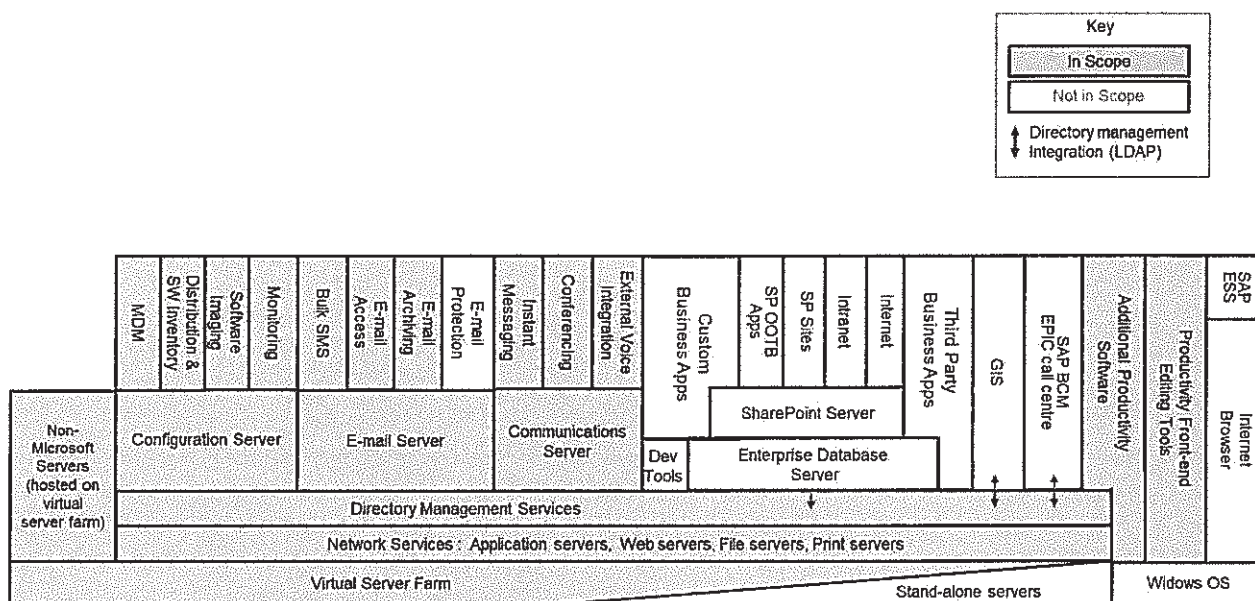 Key
In Scope
Not in Scope
Directory management
Integration (LDAP)
MDM
Distribution &
SW Inventory
Software
Imaging
Monitoring
Bulk SMS
E-mail
Access
E-mail
Archiving
E-mail
Protection
Instant
Messaging
Conferencing
External Voice
Integration
Custom
Business Apps
SP OOTB
Apps
SP Sites
Intranet
Internet
Third Party
Business Apps
GIS
SAP BCM
EPIC call centre
Additional Productivity
Software
Productivity Front-end
Editing Tools
SAP
ESS
Internet
Browser
Non-
Microsoft
Servers
(hosted on
virtual
server farm)
Configuration Server
E-mail Server
Communications
Server
SharePoint Server
Dev
Tools
Enterprise Database
Server
Directory Management Services
Network Services : Application servers, Web servers, File servers, Print servers
Virtual Server Farm
Stand-alone servers
Widows OS